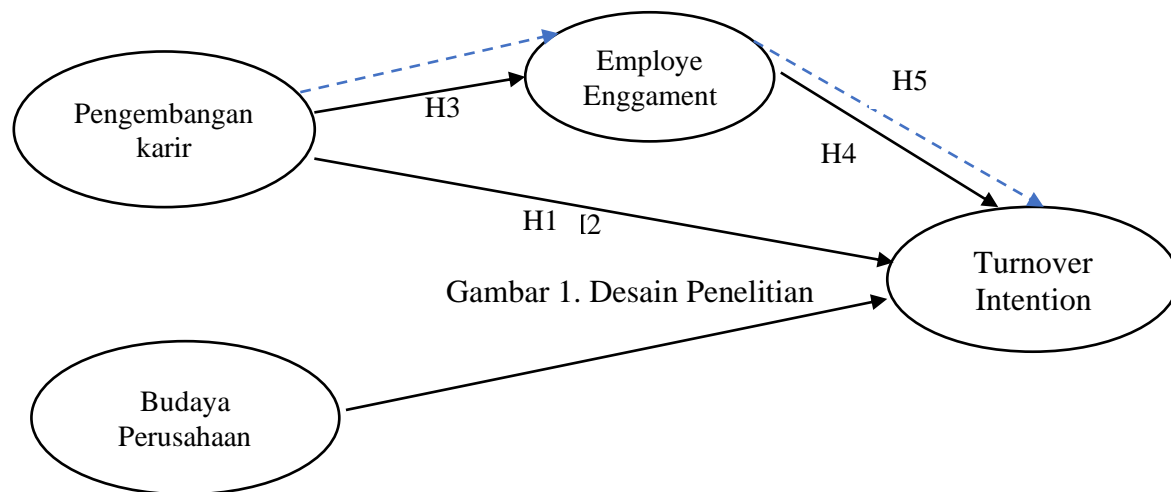 Employe
Enggament
Pengembangan
karir
H5
H3
H4
H1 [2
Turnover
Intention
Gambar 1. Desain Penelitian
Budaya
Perusahaan